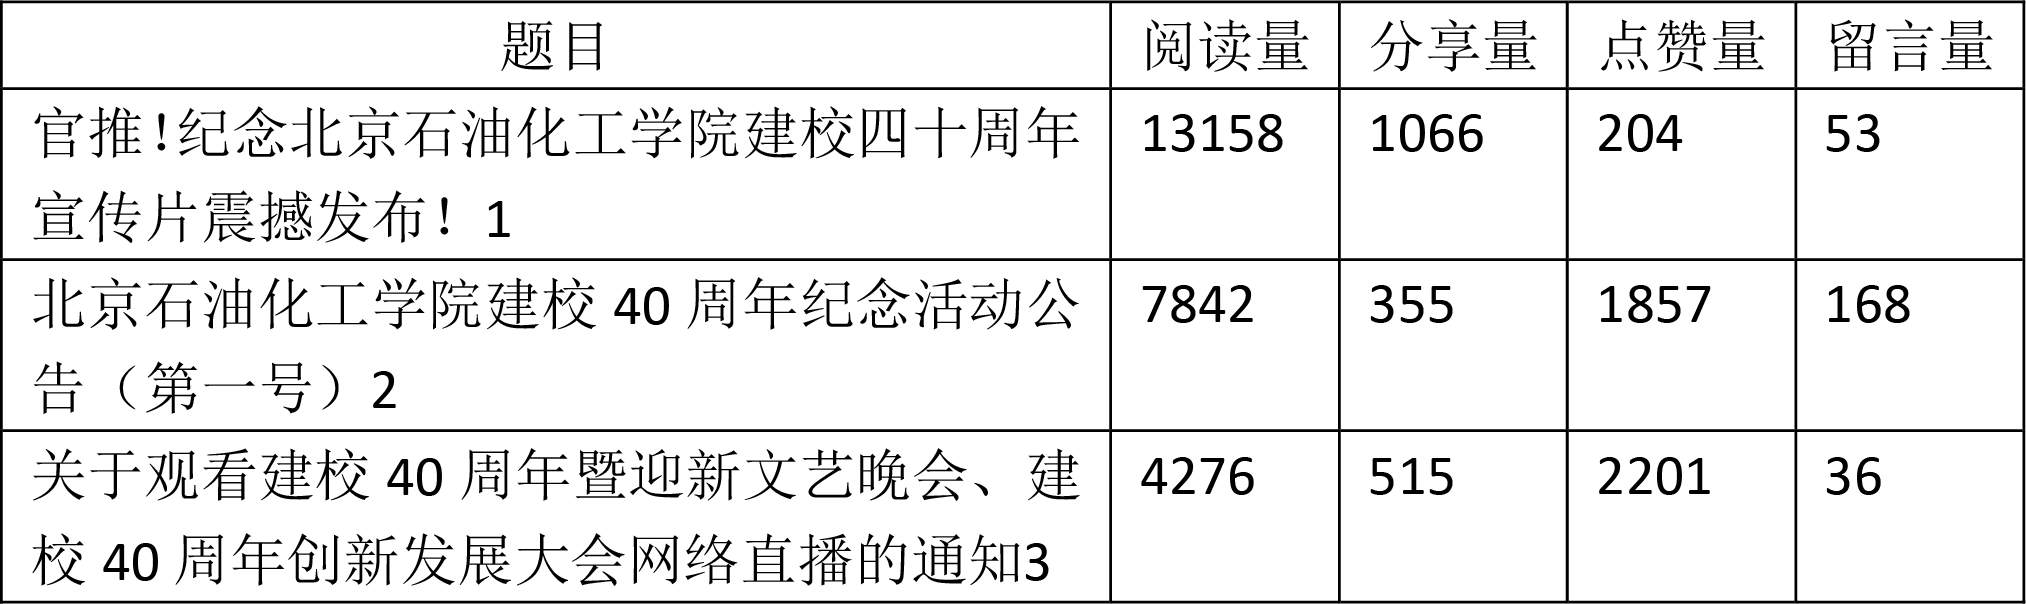 题目 阅读量 分享量 点赞量 留言量
官推！纪念北京石油化工学院建校四十周年 13158 1066 204 53
宣传片震撼发布！1
北京石油化工学院建校 40 周年纪念活动公 7842 355 1857 168
告（第一号）2
关于观看建校 40 周年暨迎新文艺晚会、建 4276 515 2201 36
校 40 周年创新发展大会网络直播的通知3